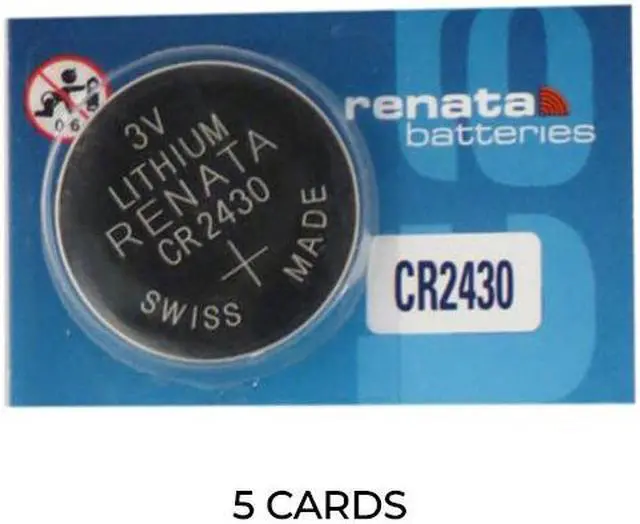 3V
LITHIUM
RENATA
CR2430
+
SWISS MADE
renata
batteries
CR2430
5 CARDS